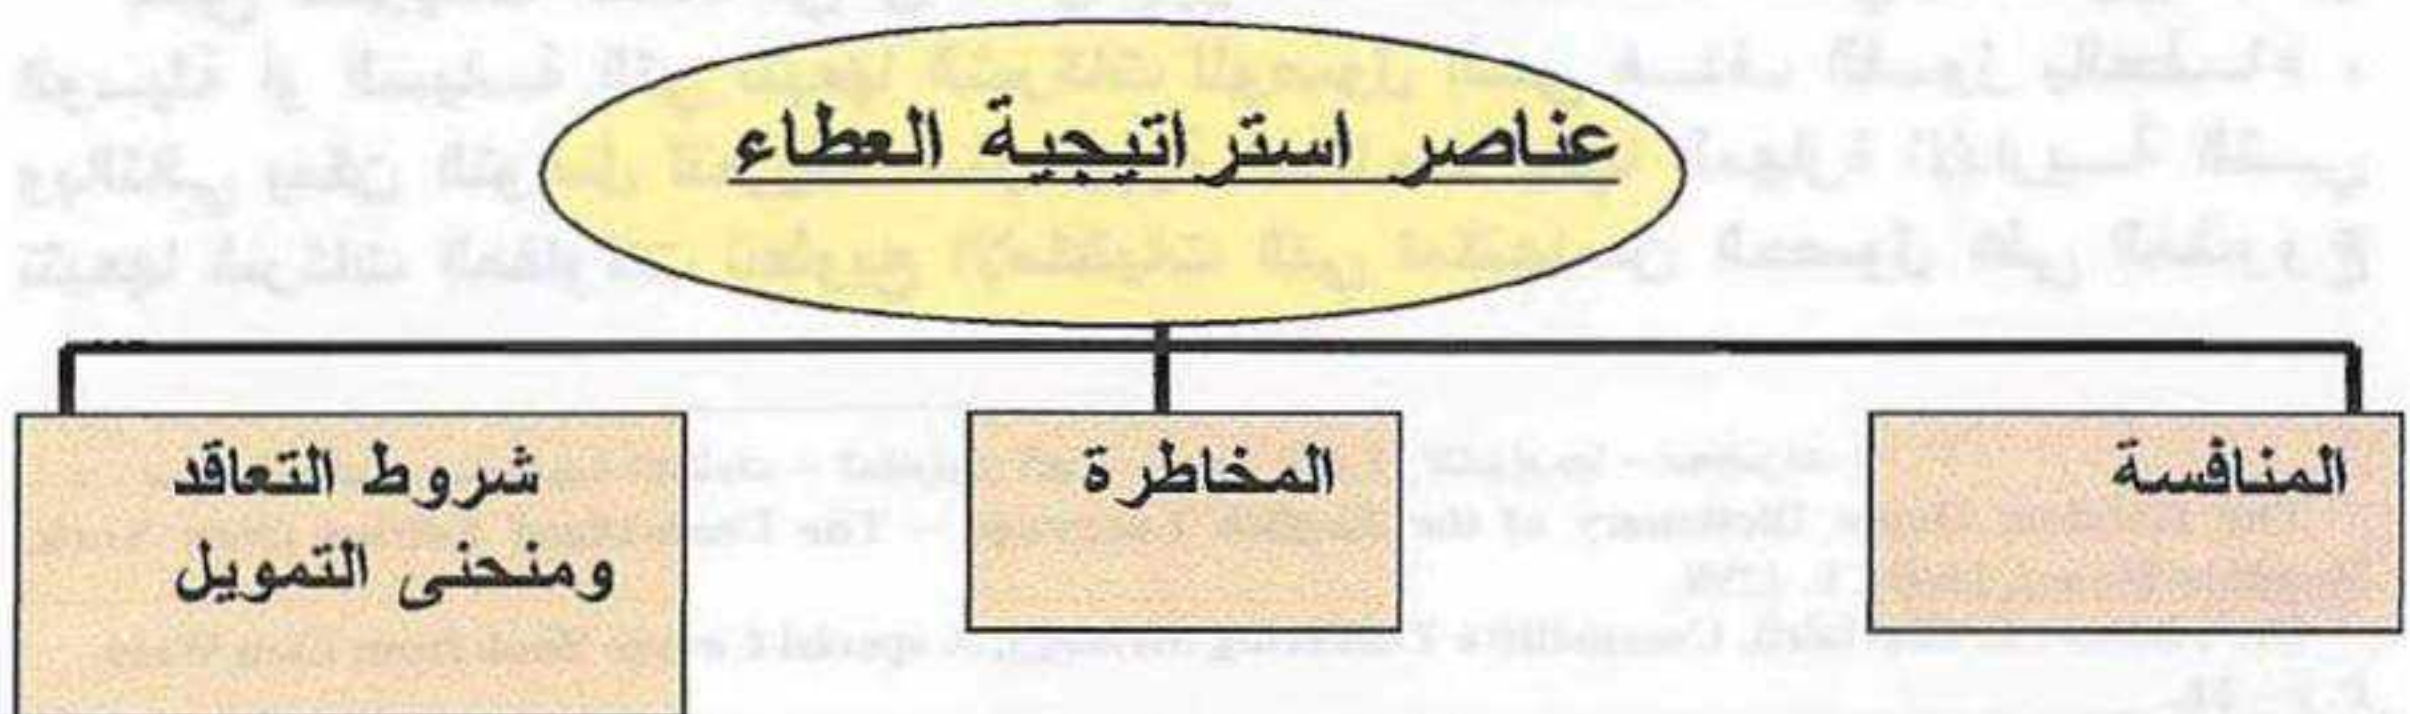 عناصر استراتيجية العطاء
المنافسة
المخاطرة
شروط التعاقد
ومنحنى التمويل